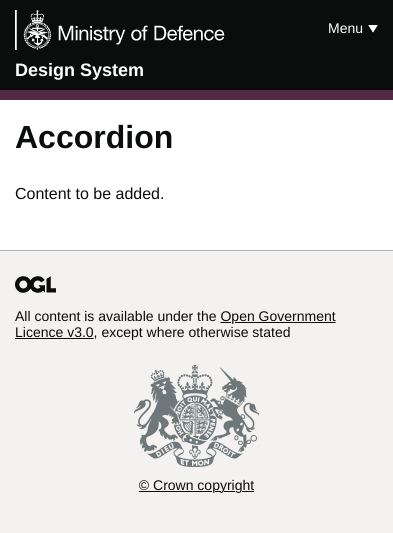 Ministry of Defence
Menu ▼
Design System
Accordion
Content to be added.
OGL
All content is available under the Open Government
Licence v3.0, except where otherwise stated
DIEU ET MON DROIT
© Crown copyright